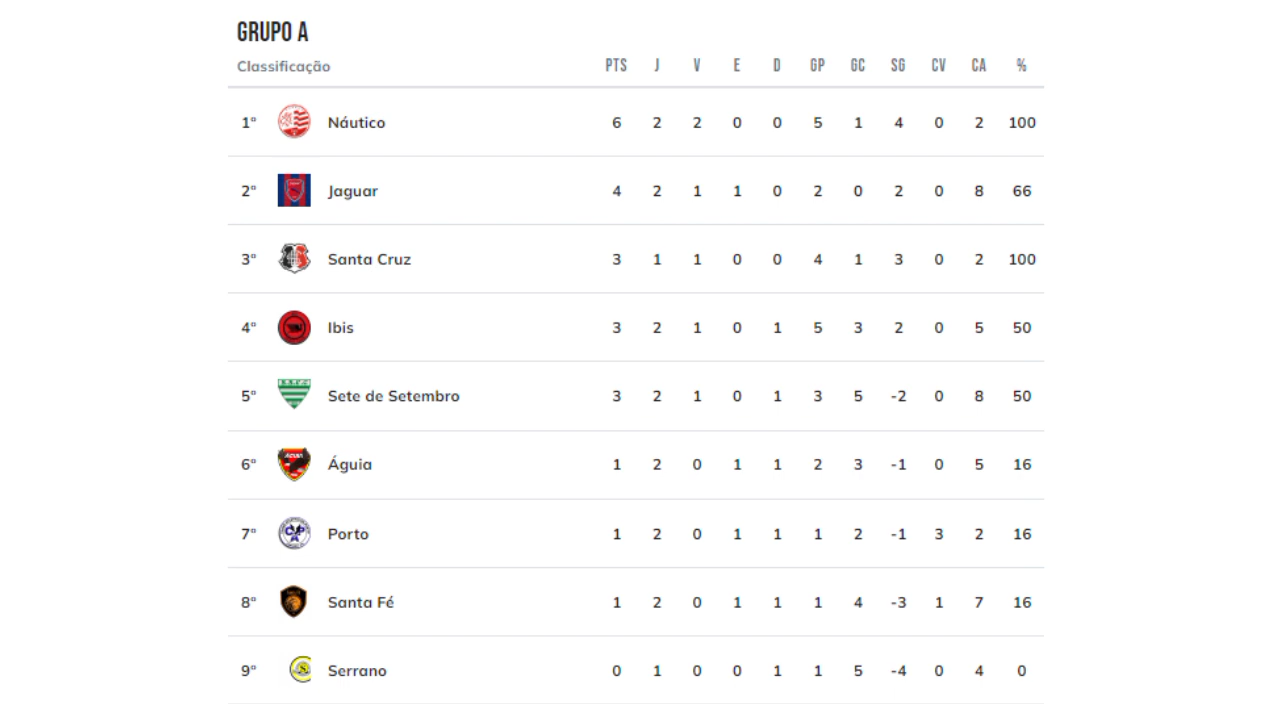 GRUPO A
Classificação PTS J V E D GP GC SG CV CA %
1º Náutico 6 2 2 0 0 5 1 4 0 2 100
2º Jaguar 4 2 1 1 0 2 0 2 0 8 66
3º Santa Cruz 3 1 1 0 0 4 1 3 0 2 100
4º Ibis 3 2 1 0 1 5 3 2 0 5 50
5º Sete de Setembro 3 2 1 0 1 3 5 -2 0 8 50
6º Águia 1 2 0 1 1 2 3 -1 0 5 16
7º Porto 1 2 0 1 1 1 2 -1 3 2 16
8º Santa Fé 1 2 0 1 1 1 4 -3 1 7 16
9º Serrano 0 1 0 0 1 1 5 -4 0 4 0